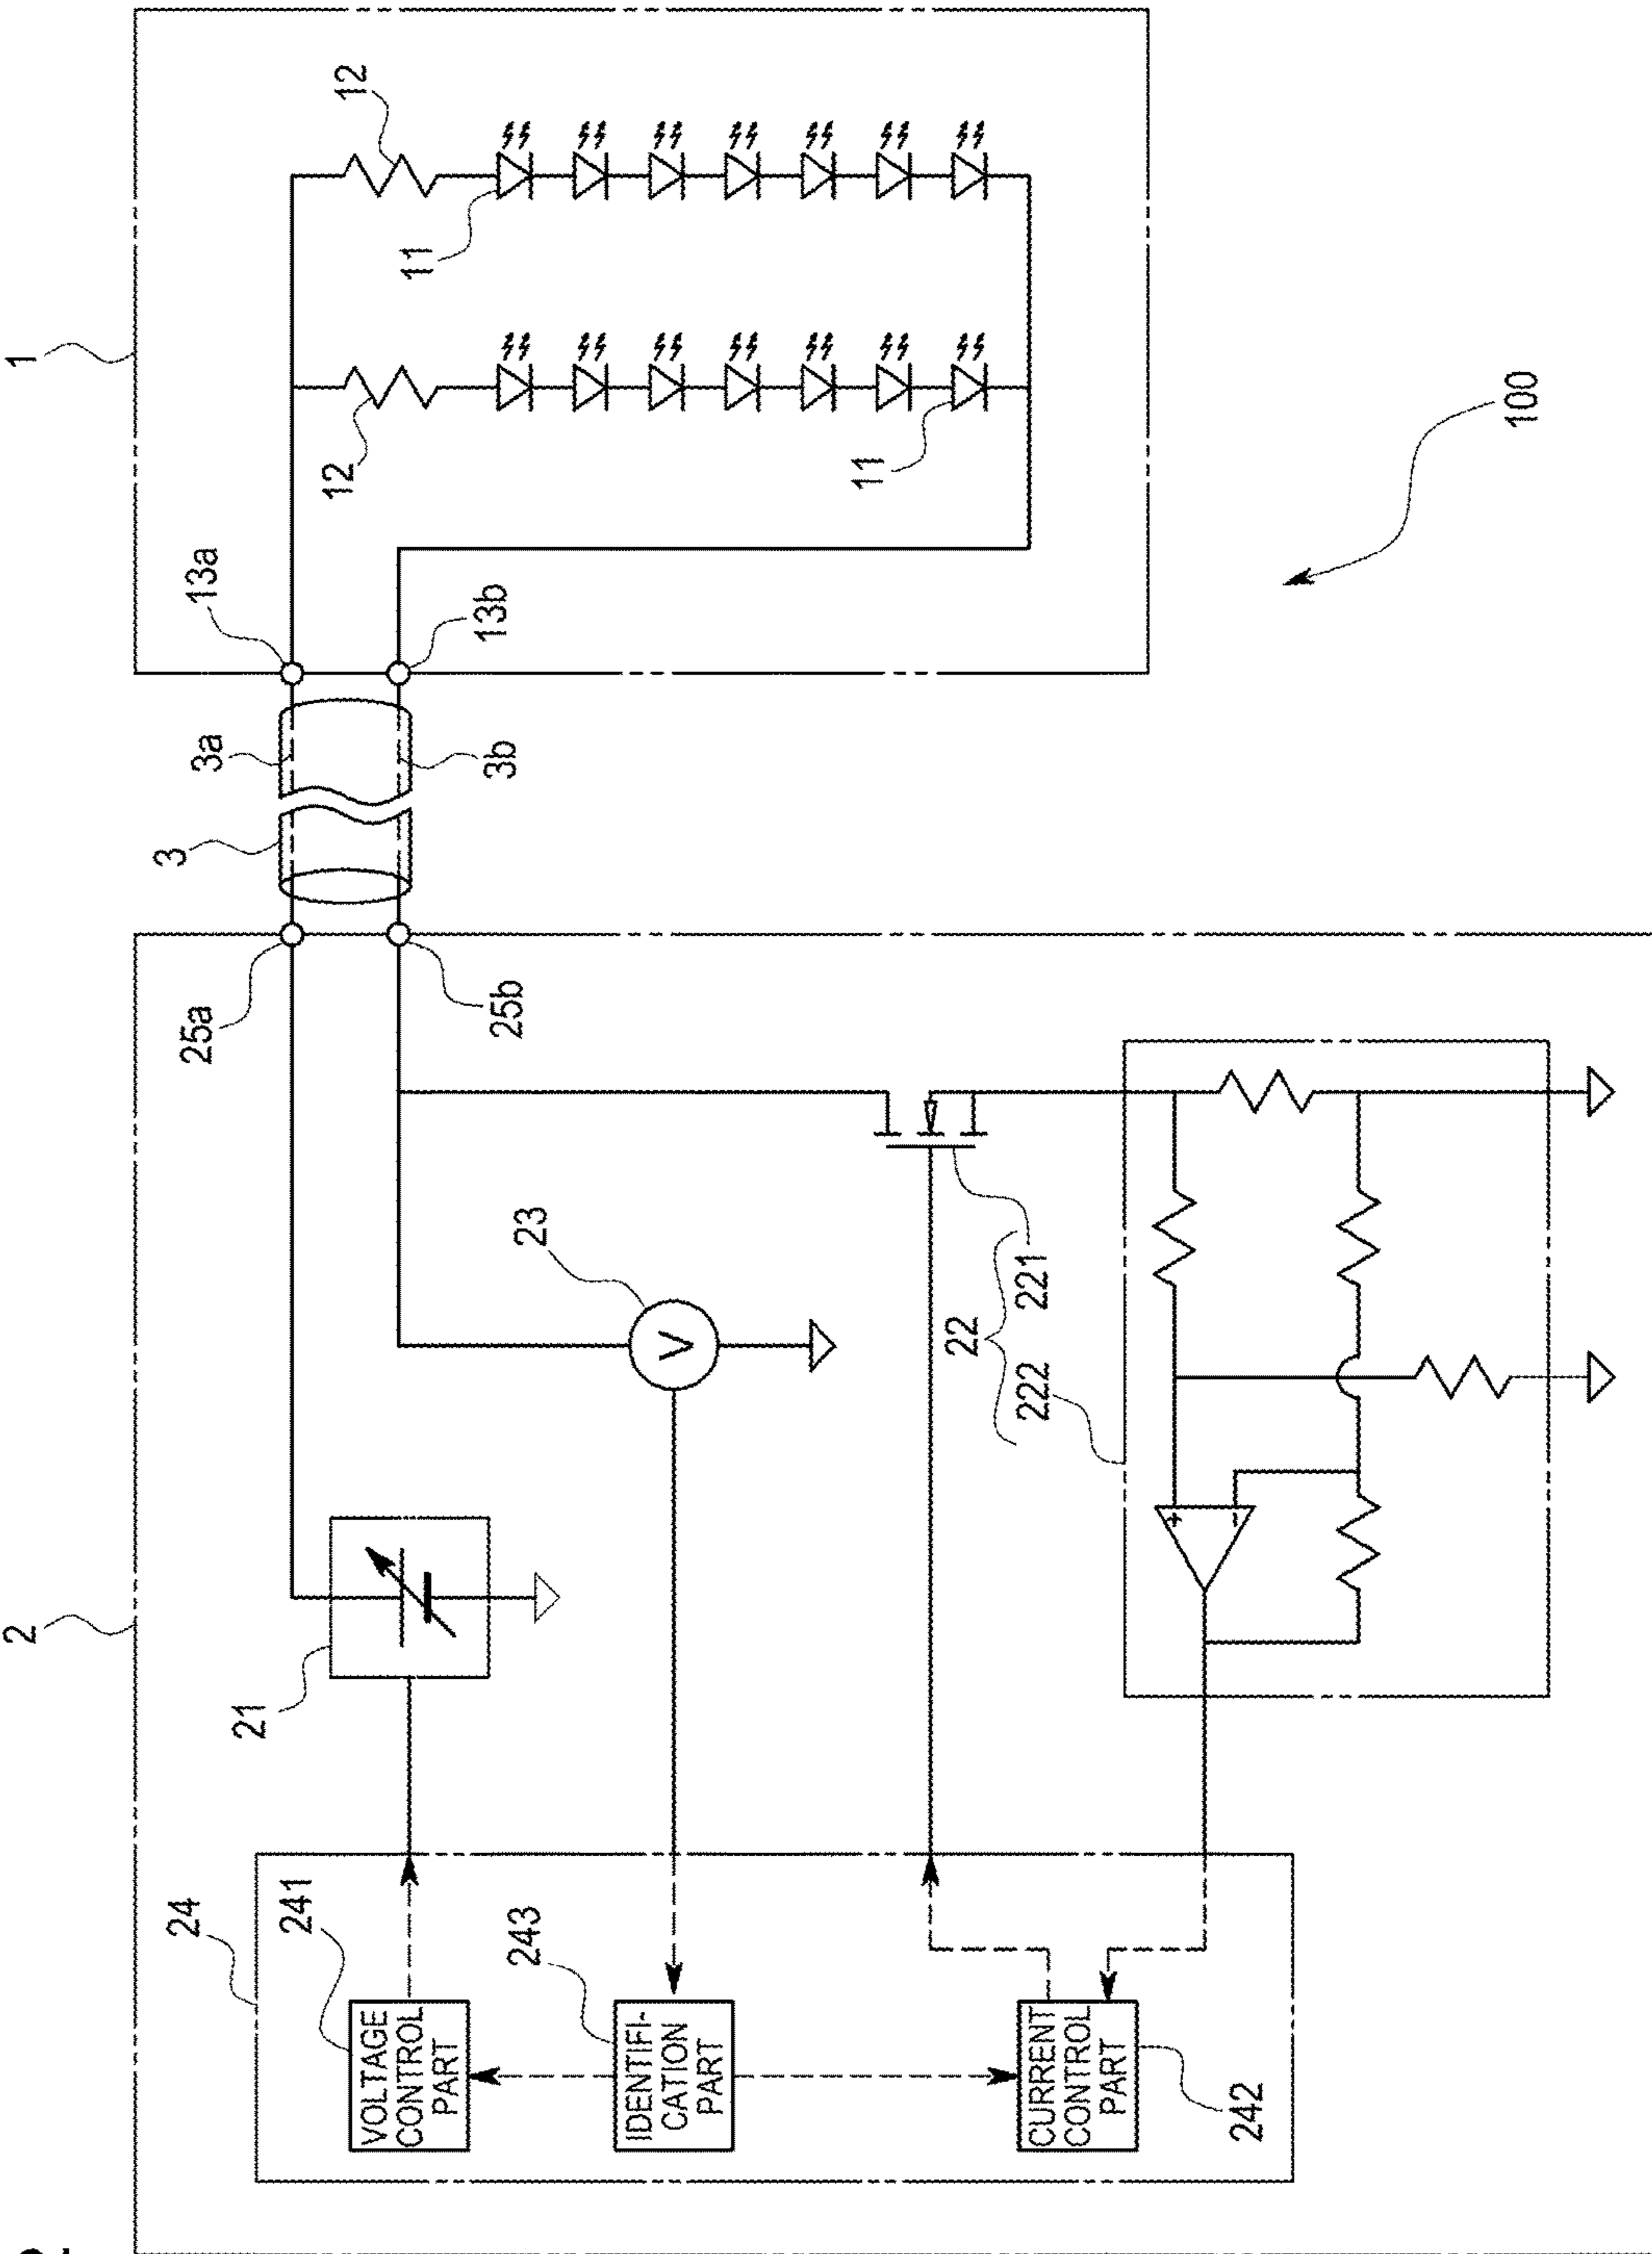 1
12
12
11
11
13a
13b
3a
3b
3
25a
25b
100
2
21
23
V
22
221
222
+
-
24
241
VOLTAGE
CONTROL
PART
243
IDENTIFI-
CATION
PART
CURRENT
CONTROL
PART
242